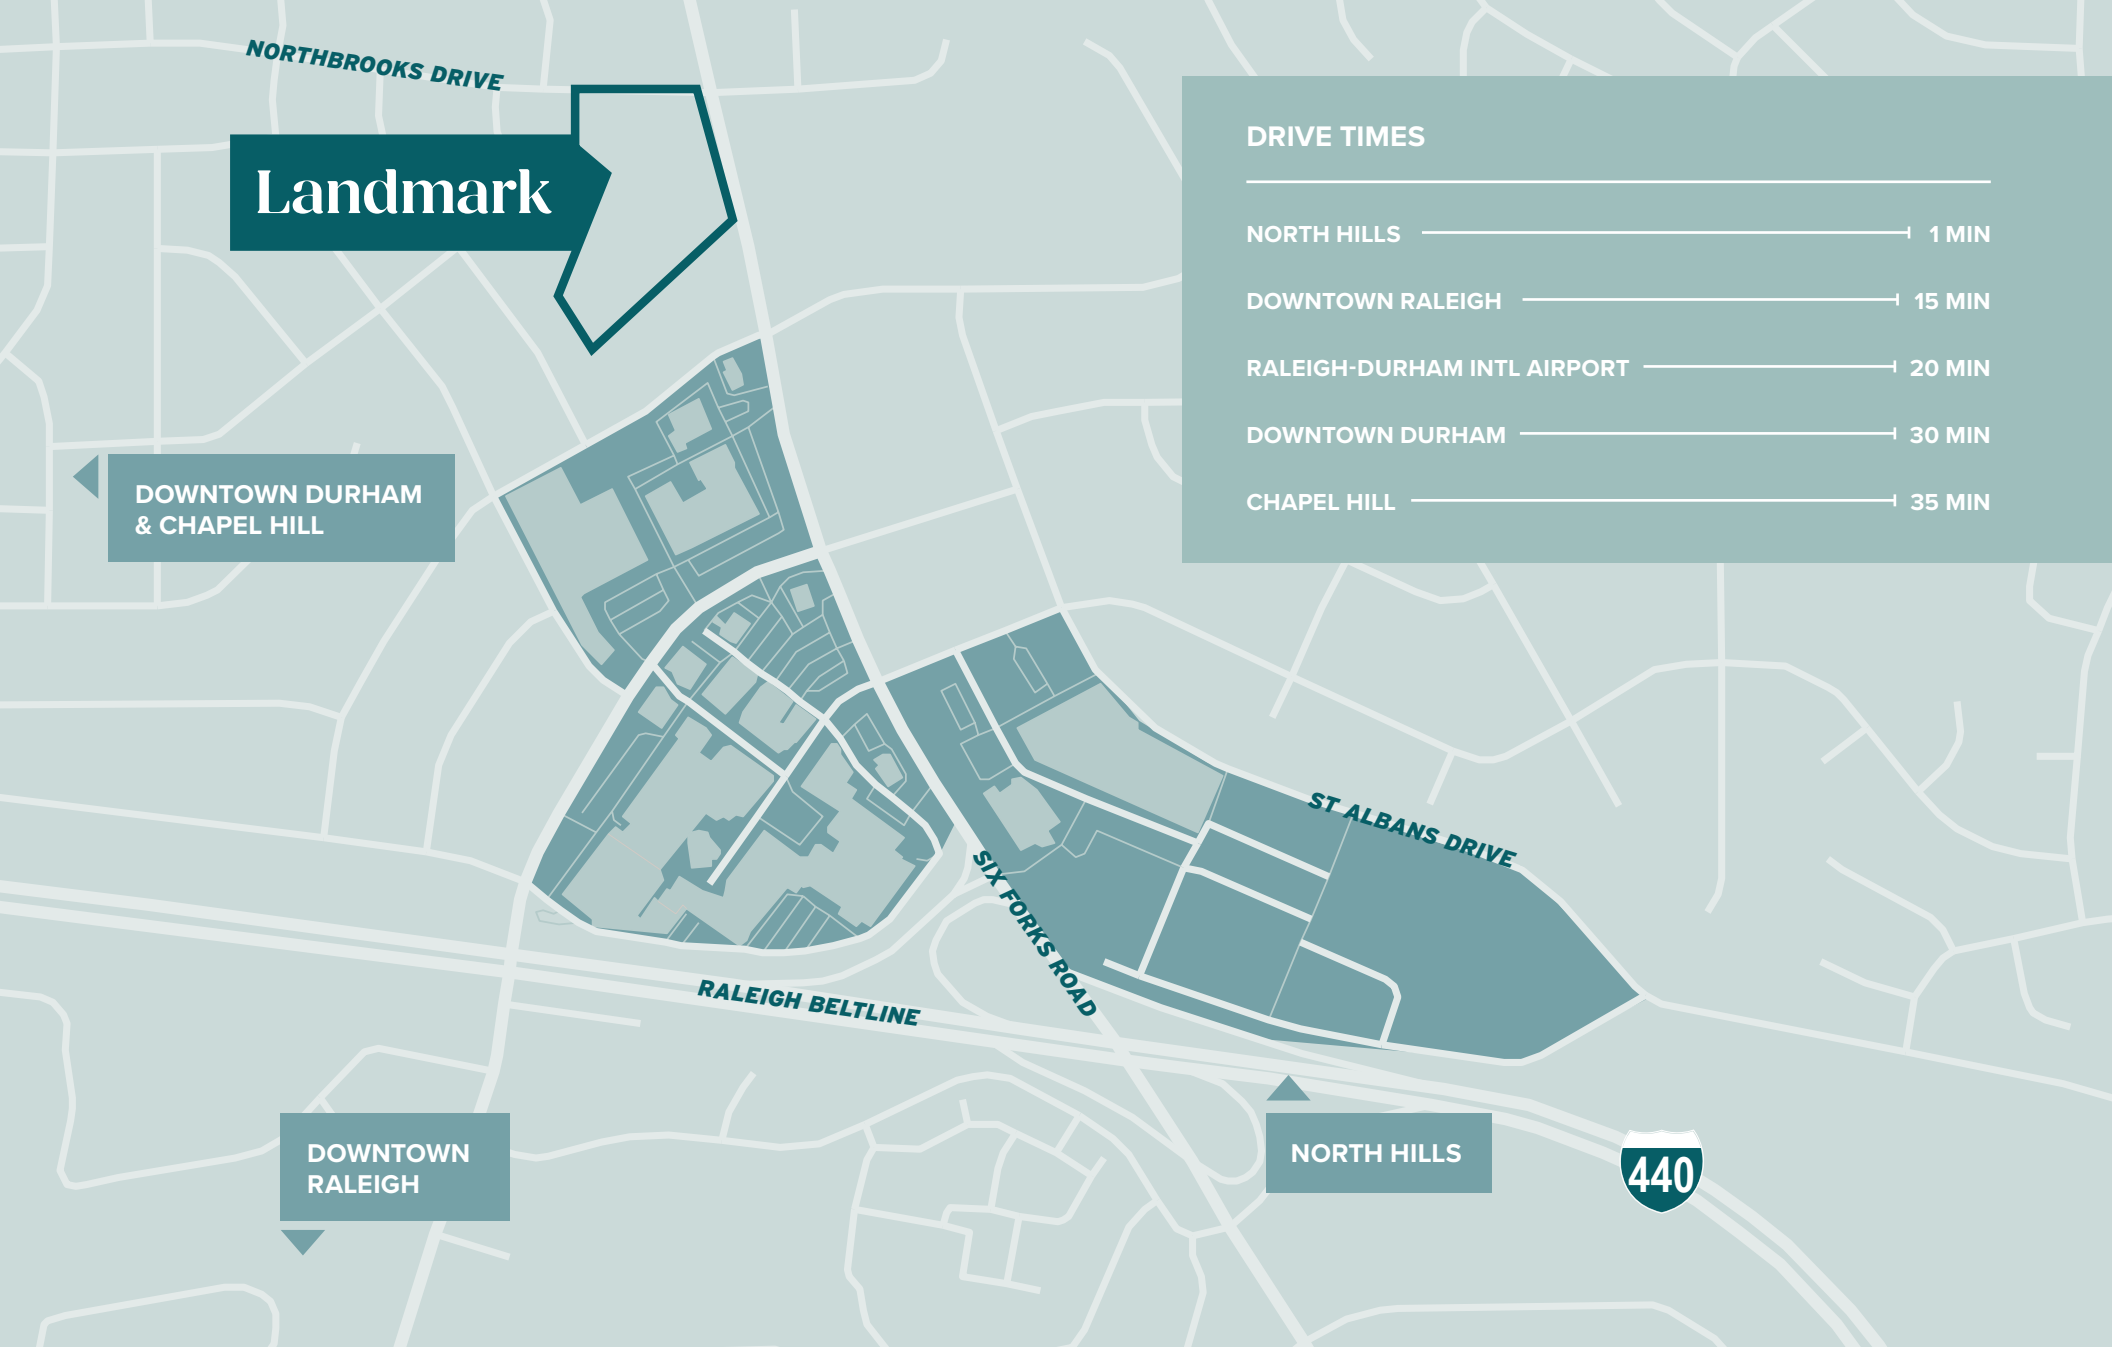 NORTHBROOKS DRIVE
Landmark
DRIVE TIMES
NORTH HILLS 1 MIN
DOWNTOWN RALEIGH 15 MIN
RALEIGH-DURHAM INTL AIRPORT 20 MIN
DOWNTOWN DURHAM 30 MIN
CHAPEL HILL 35 MIN
DOWNTOWN DURHAM
& CHAPEL HILL
ST ALBANS DRIVE
SIX FORKS ROAD
RALEIGH BELTLINE
DOWNTOWN
RALEIGH
NORTH HILLS
440